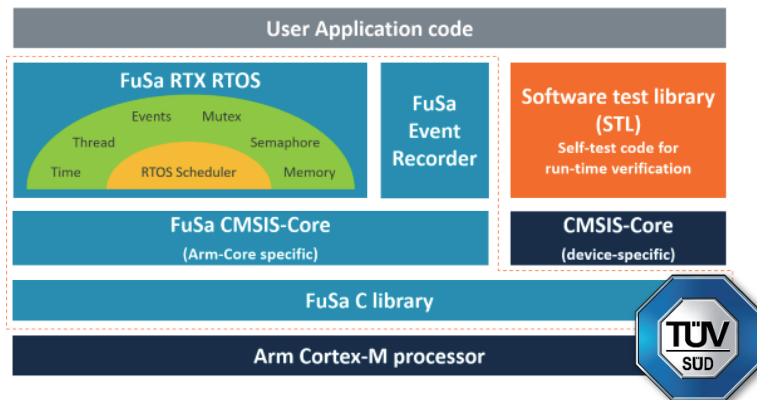 User Application code
FuSa RTX RTOS
Events
Mutex
Thread
Semaphore
Time
RTOS Scheduler
Memory
FuSa
Event
Recorder
Software test library
(STL)
Self-test code for
run-time verification
FuSa CMSIS-Core
(Arm-Core specific)
CMSIS-Core
(device-specific)
FuSa C library
Arm Cortex-M processor
TÜV
SÜD